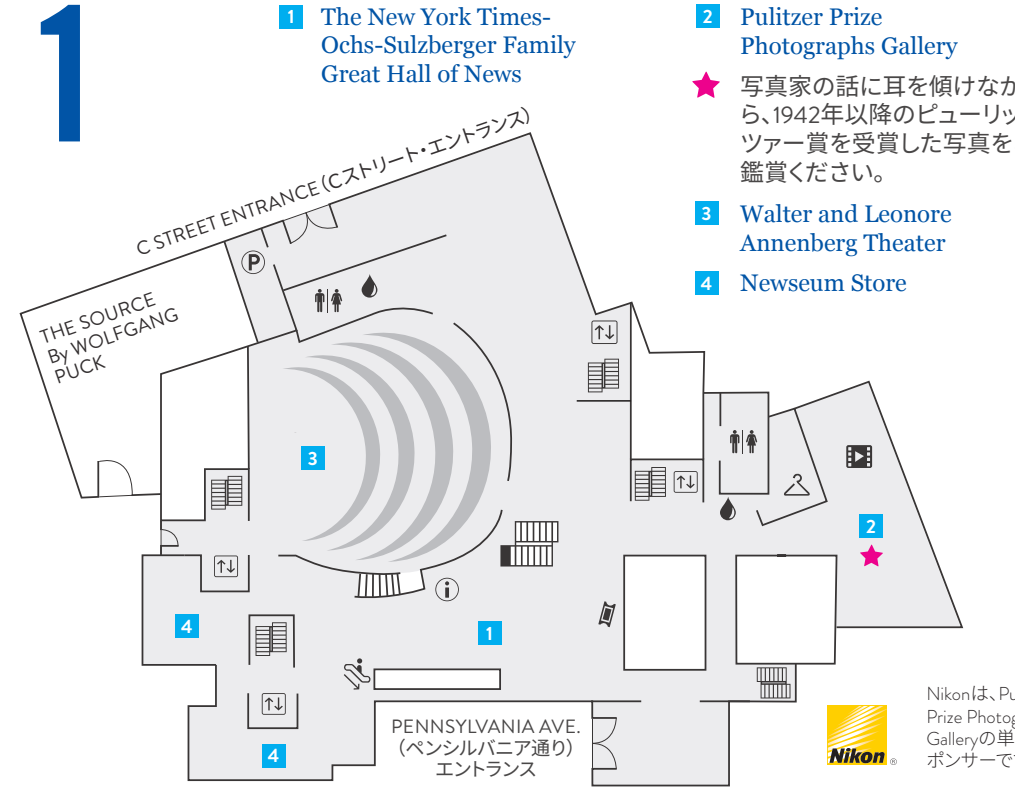 1
1 The New York Times-
Ochs-Sulzberger Family
Great Hall of News
2 Pulitzer Prize
Photographs Gallery
写真家の話に耳を傾けなが
ら、1942年以降のピューリッ
ツァー賞を受賞した写真を
鑑賞ください。
3 Walter and Leonore
Annenberg Theater
4 Newseum Store
C STREET ENTRANCE（Cストリート・エントランス）
P
THE SOURCE
By WOLFGANG
PUCK
3
2
i
4
1
4
PENNSYLVANIA AVE.
（ペンシルバニア通り）
エントランス
Nikon ®
Nikonは、Pu
Prize Photog
Galleryの単
ポンサーで